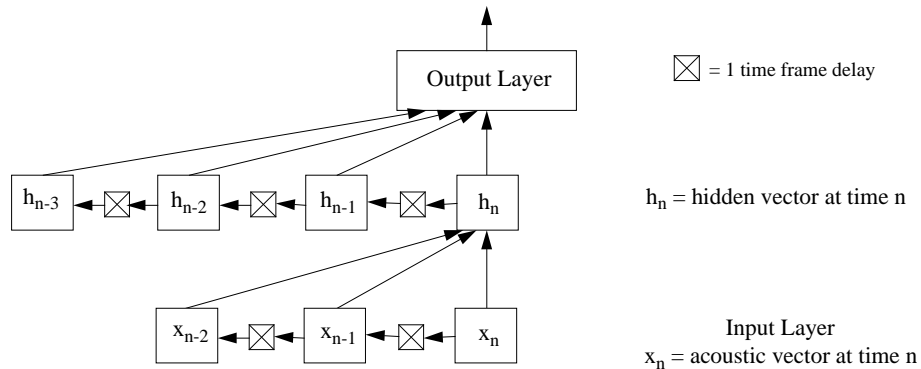 Output Layer
= 1 time frame delay
h_{n-3} h_{n-2} h_{n-1} h_n
h_n = hidden vector at time n
x_{n-2} x_{n-1} x_n
Input Layer
x_n = acoustic vector at time n